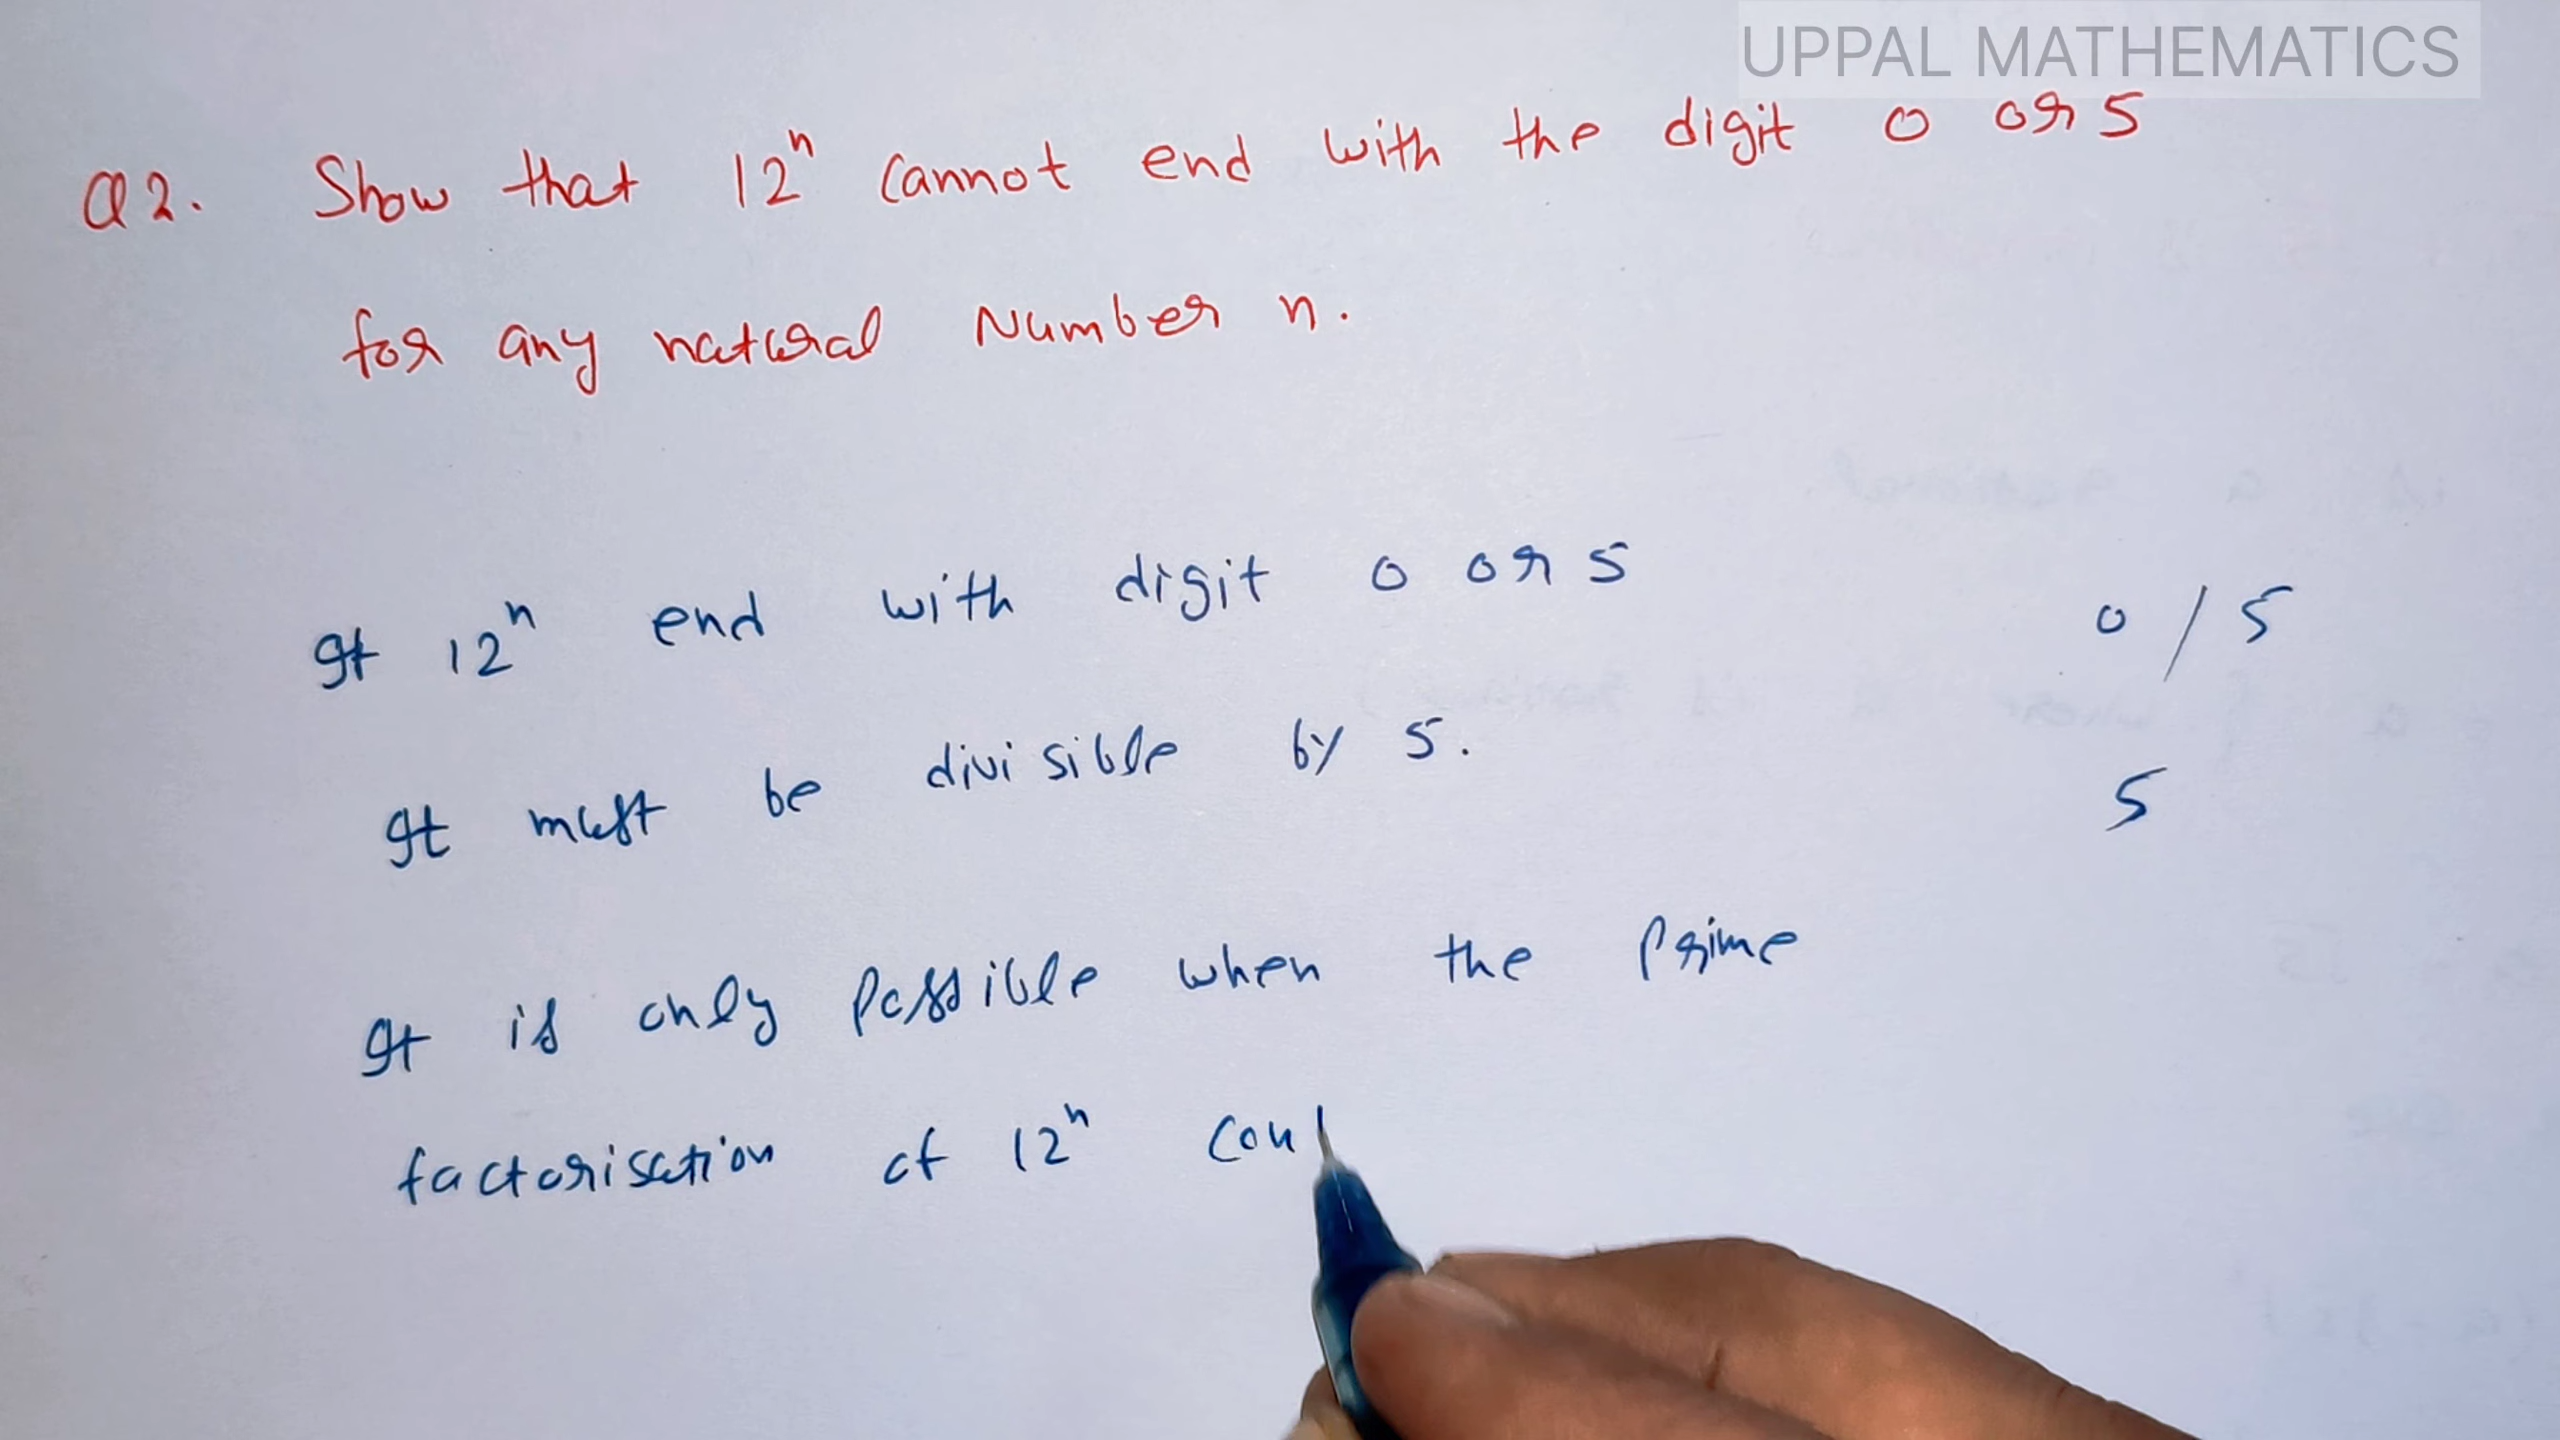 UPPAL MATHEMATICS
Q2. Show that 12ⁿ cannot end with the digit 0 or 5
for any natural Number n.
If 12ⁿ end with digit 0 or 5
0 / 5
It must be divisible by 5.
5
It is only possible when the Prime
factorisation of 12ⁿ